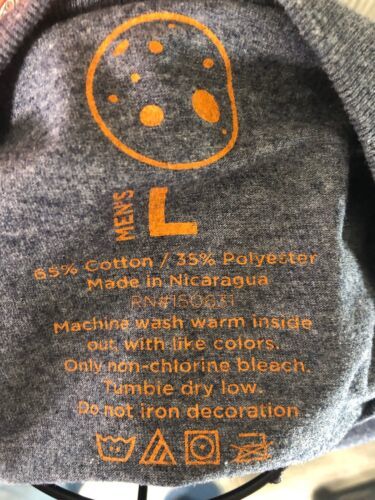 MEN'S
L
65% Cotton / 35% Polyester
Made in Nicaragua
RN#150631
Machine wash warm inside
out with like colors.
Only non-chlorine bleach.
Tumble dry low.
Do not iron decoration